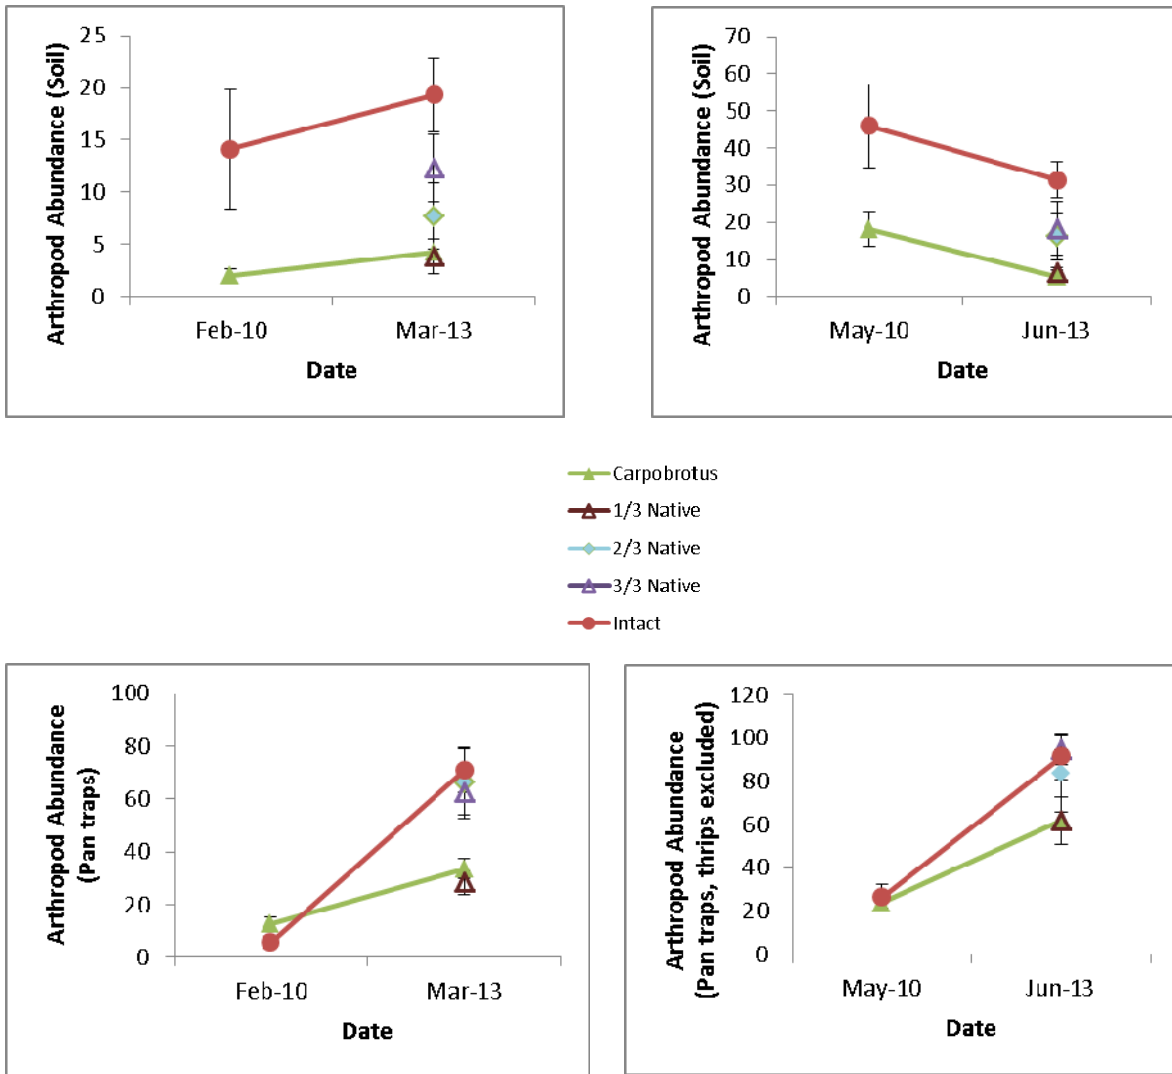 Arthropod Abundance (Soil)
25
20
15
10
5
0
Feb-10
Mar-13
Date
Arthropod Abundance (Soil)
70
60
50
40
30
20
10
0
May-10
Jun-13
Date
Carpobrotus
1/3 Native
2/3 Native
3/3 Native
Intact
Arthropod Abundance
(Pan traps)
100
80
60
40
20
0
Feb-10
Mar-13
Date
Arthropod Abundance
(Pan traps, thrips excluded)
120
100
80
60
40
20
0
May-10
Jun-13
Date